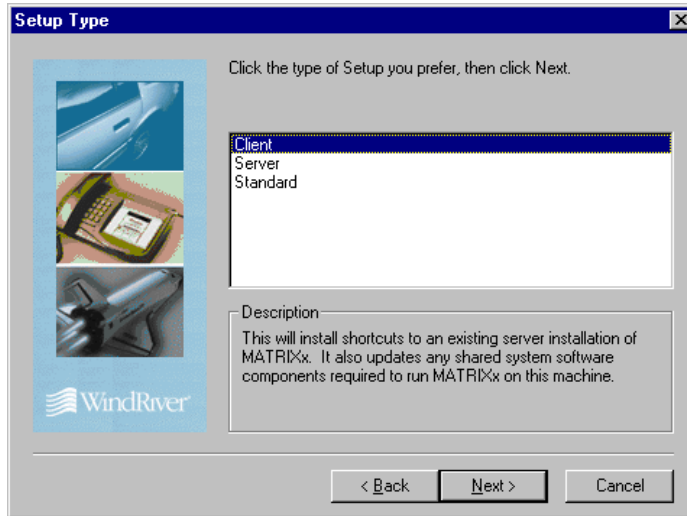 Setup Type
Click the type of Setup you prefer, then click Next.
Client
Server
Standard
Description
This will install shortcuts to an existing server installation of
MATRIXx. It also updates any shared system software
components required to run MATRIXx on this machine.
WindRiver
< Back
Next >
Cancel